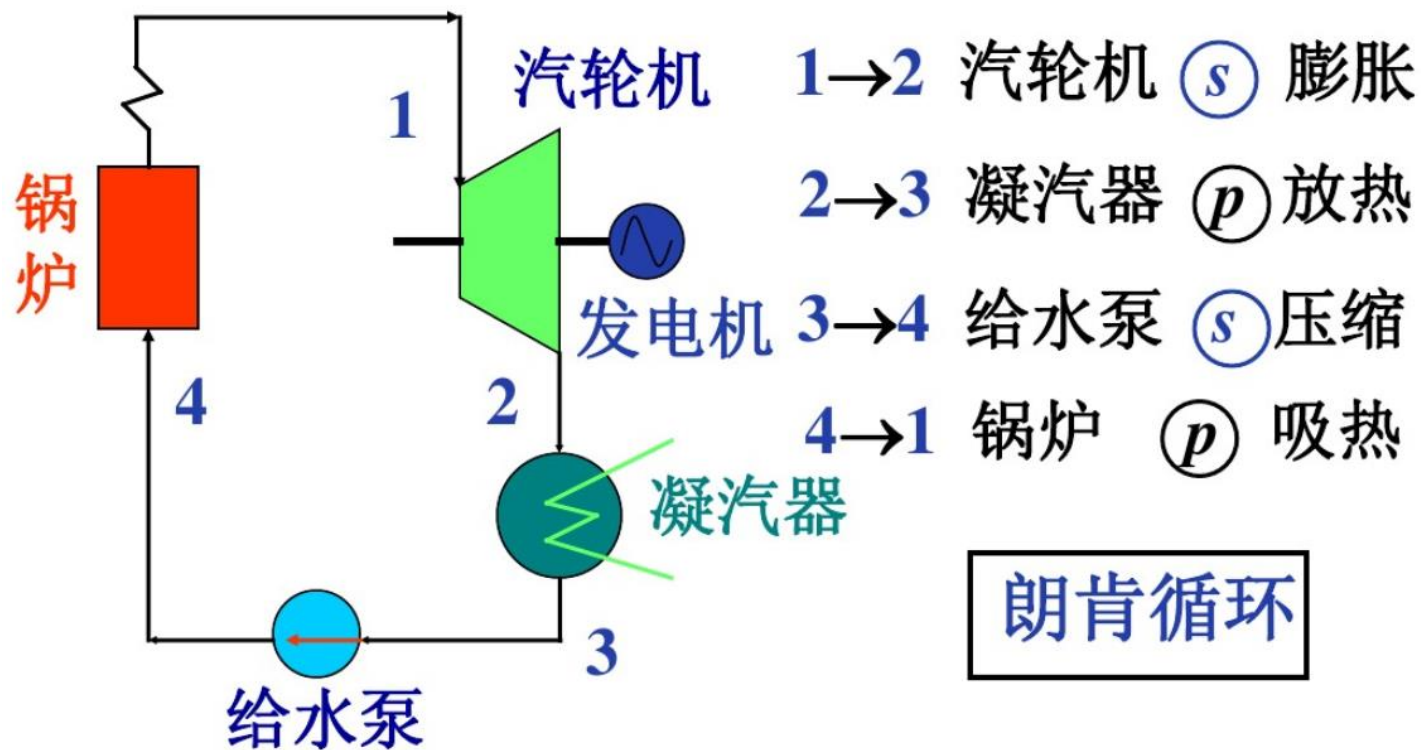 汽轮机
1
锅炉
发电机
4
2
凝汽器
3
给水泵
1→2 汽轮机 s 膨胀
2→3 凝汽器 p 放热
3→4 给水泵 s 压缩
4→1 锅炉 p 吸热
朗肯循环